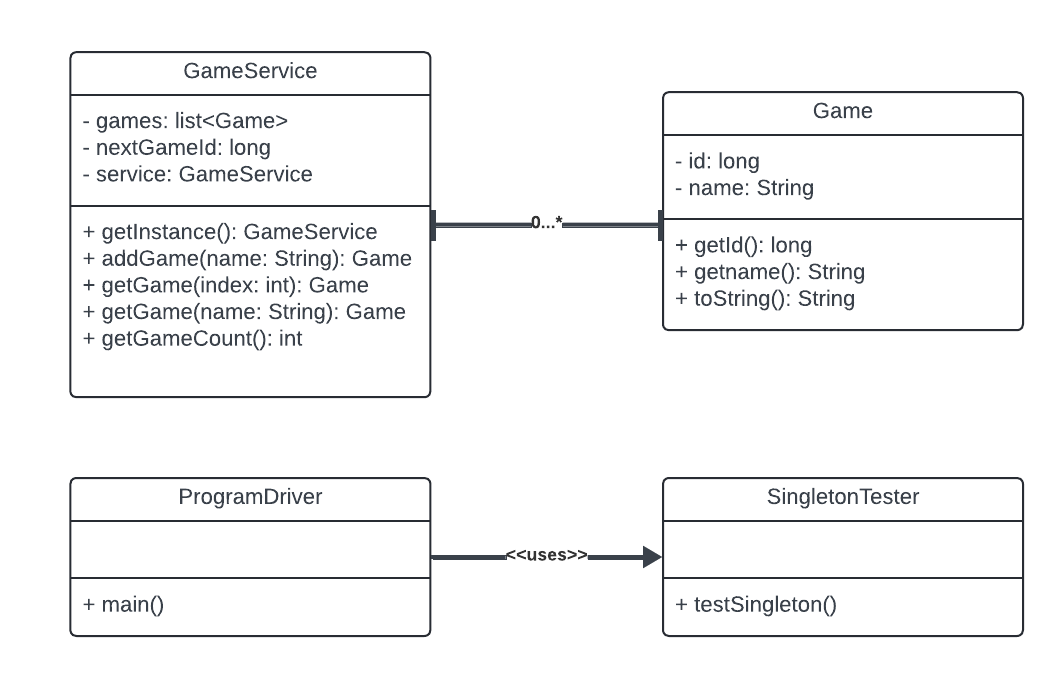 GameService
- games: list<Game>
- nextGameId: long
- service: GameService
+ getInstance(): GameService
+ addGame(name: String): Game
+ getGame(index: int): Game
+ getGame(name: String): Game
+ getGameCount(): int
0...*
Game
- id: long
- name: String
+ getId(): long
+ getname(): String
+ toString(): String
ProgramDriver
+ main()
<<uses>>
SingletonTester
+ testSingleton()